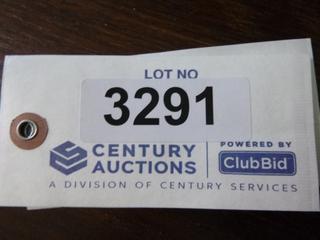 LOT NO
3291
CENTURY
AUCTIONS
POWERED BY
ClubBid
A DIVISION OF CENTURY SERVICES